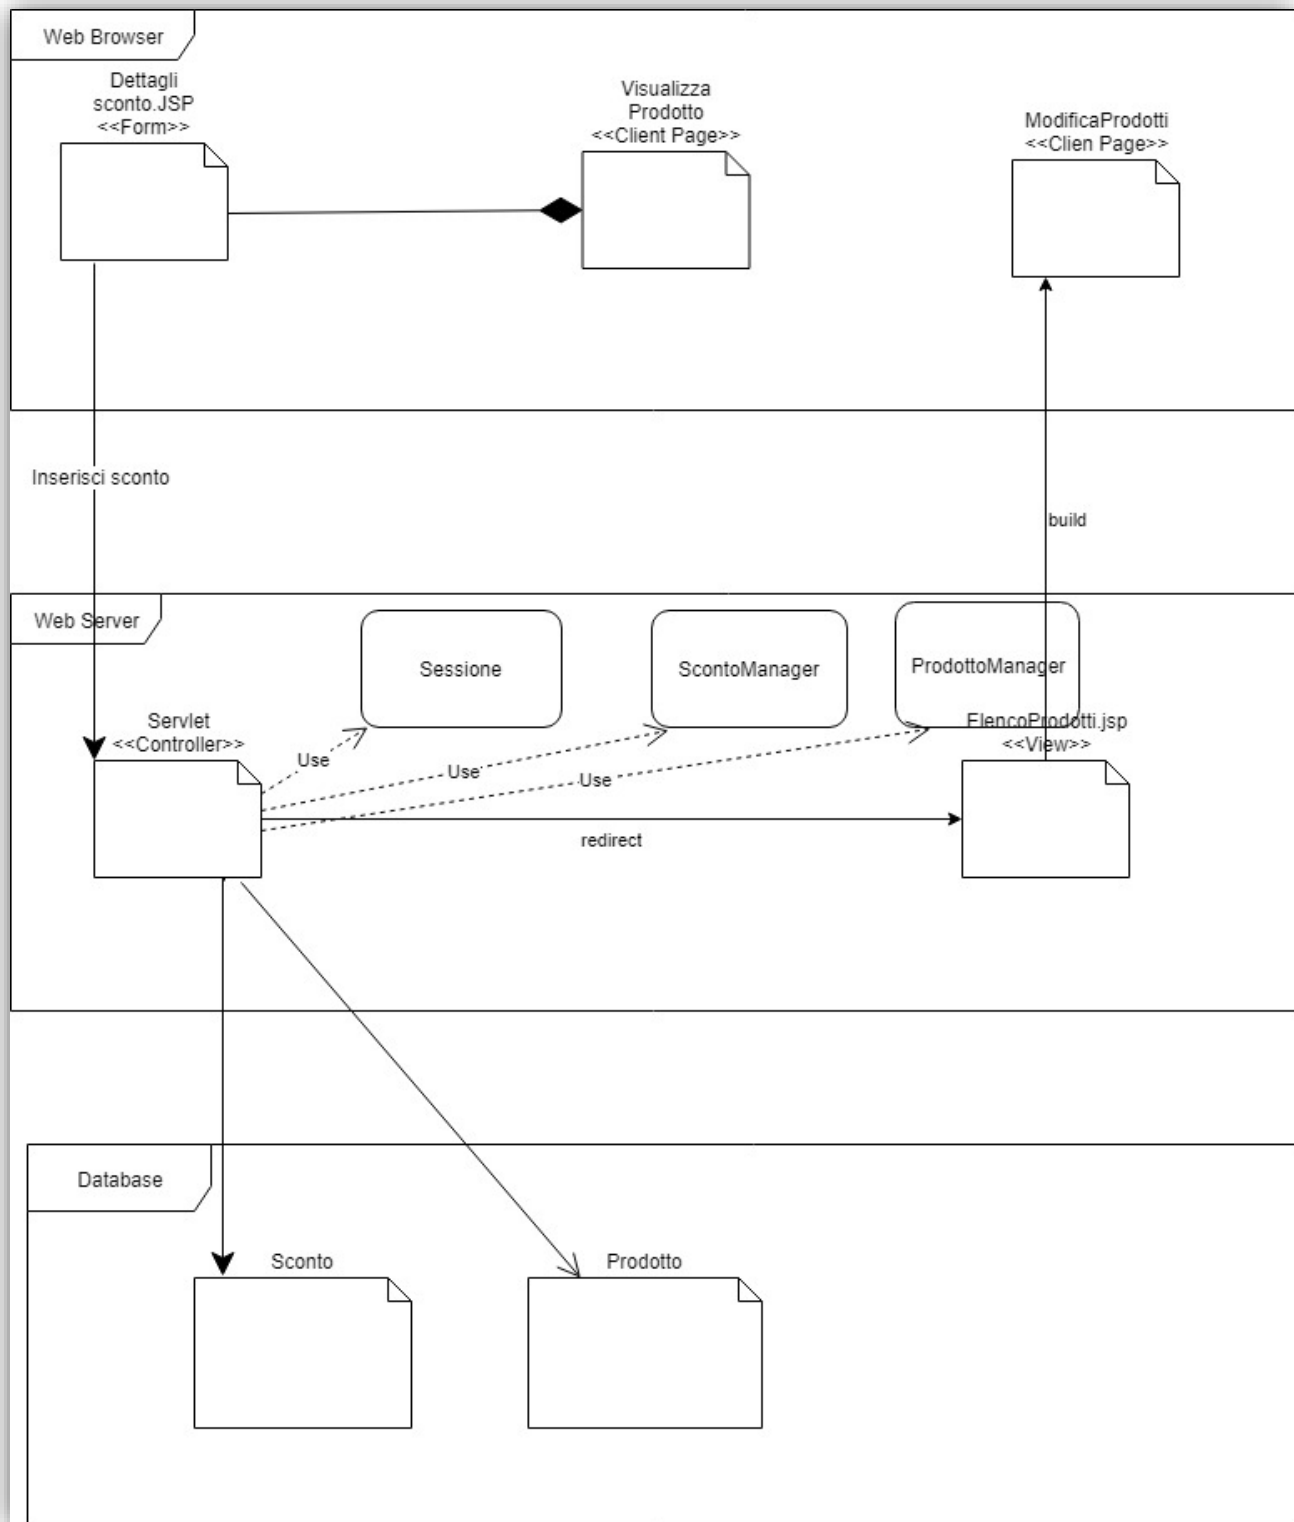 Web Browser
Dettagli
sconto.JSP
<<Form>>
Visualizza
Prodotto
<<Client Page>>
ModificaProdotti
<<Clien Page>>
Inserisci sconto
build
Web Server
Sessione
ScontoManager
ProdottoManager
Servlet
<<Controller>>
ElencoProdotti.jsp
<<View>>
Use
Use
Use
redirect
Database
Sconto
Prodotto